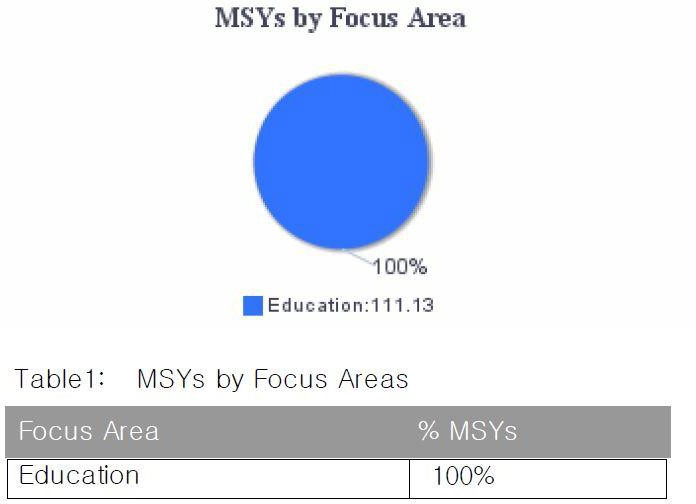 MSYs by Focus Area
100%
Education:111.13
Table1: MSYs by Focus Areas
Focus Area % MSYs
Education 100%